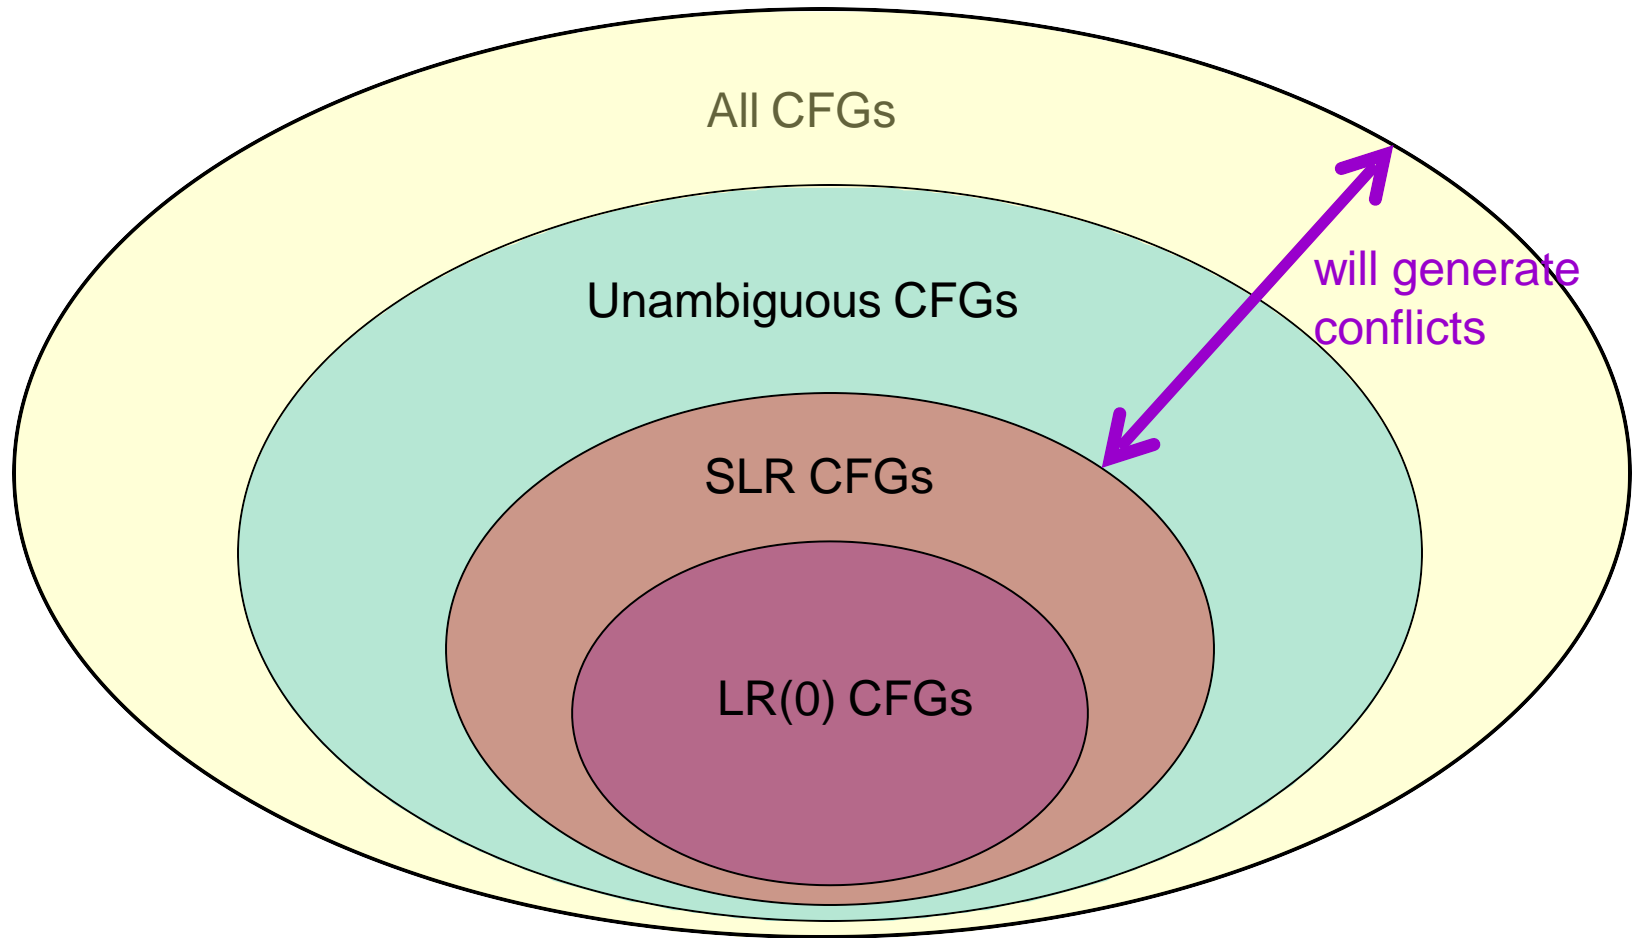 All CFGs
will generate
conflicts
Unambiguous CFGs
SLR CFGs
LR(0) CFGs